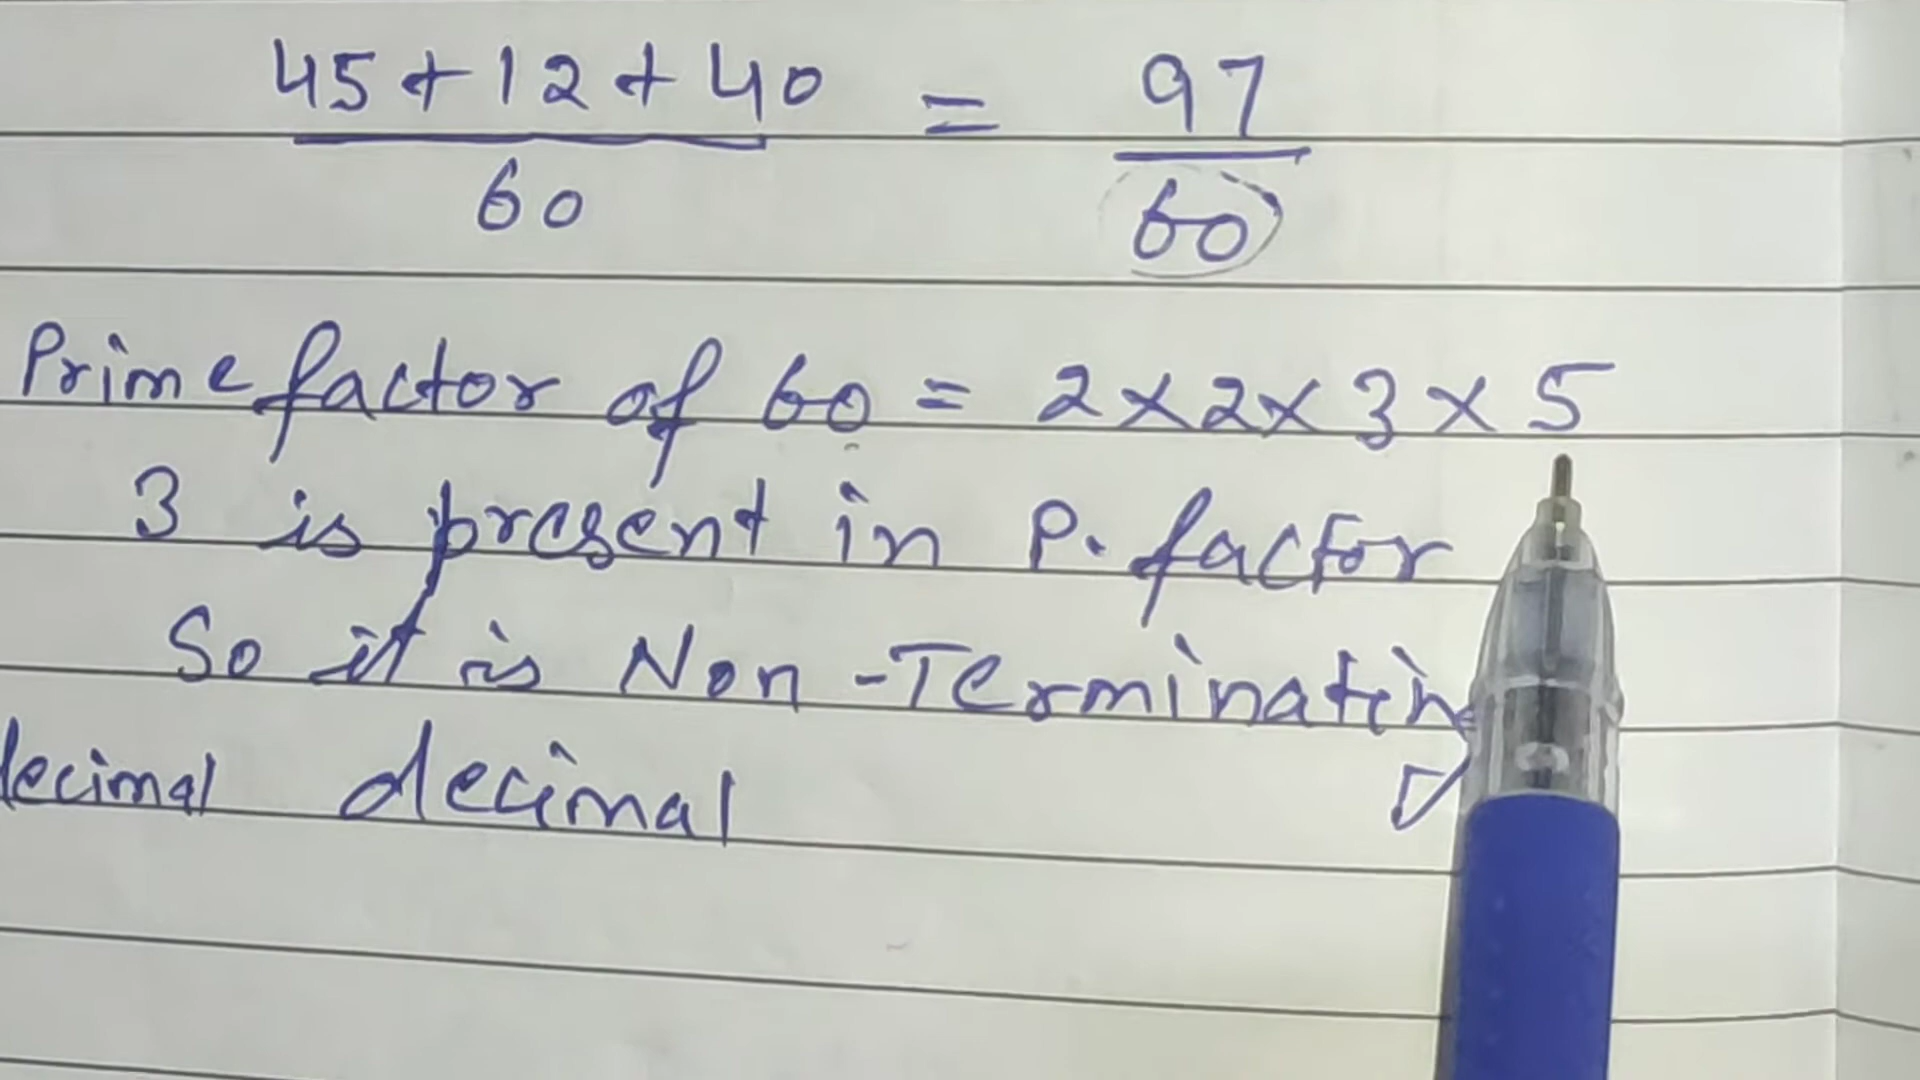 45+12+40 = 97
60 60
Prime factor of 60 = 2×2×3×5
3 is present in P. factor
So it is Non-Terminating
decimal decimal